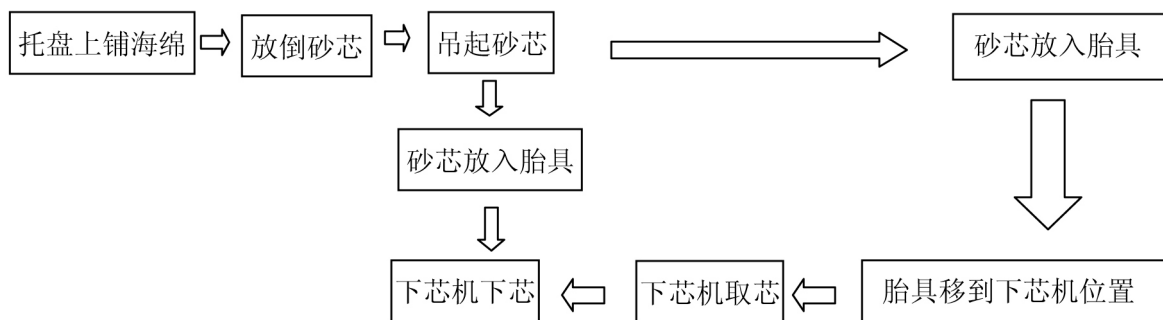 托盘上铺海绵
放倒砂芯
吊起砂芯
砂芯放入胎具
砂芯放入胎具
下芯机下芯
下芯机取芯
胎具移到下芯机位置